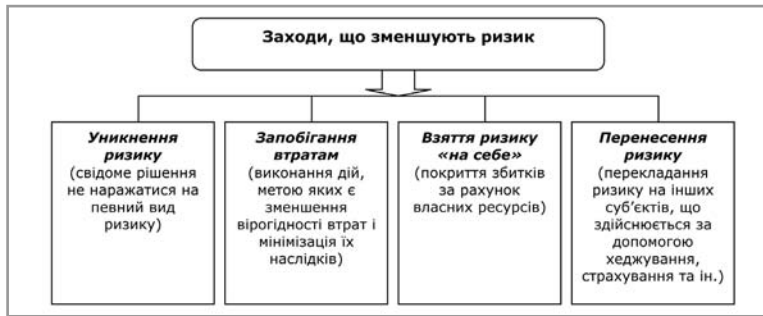 Заходи, що зменшують ризик
Уникнення
ризику
(свідоме рішення
не наражатися на
певний вид
ризику)
Запобігання
втратам
(виконання дій,
метою яких є
зменшення
вірогідності втрат і
мінімізація їх
наслідків)
Взяття ризику
«на себе»
(покриття збитків
за рахунок
власних ресурсів)
Перенесення
ризику
(перекладання
ризику на інших
суб’єктів, що
здійснюється за
допомогою
хеджування,
страхування та ін.)